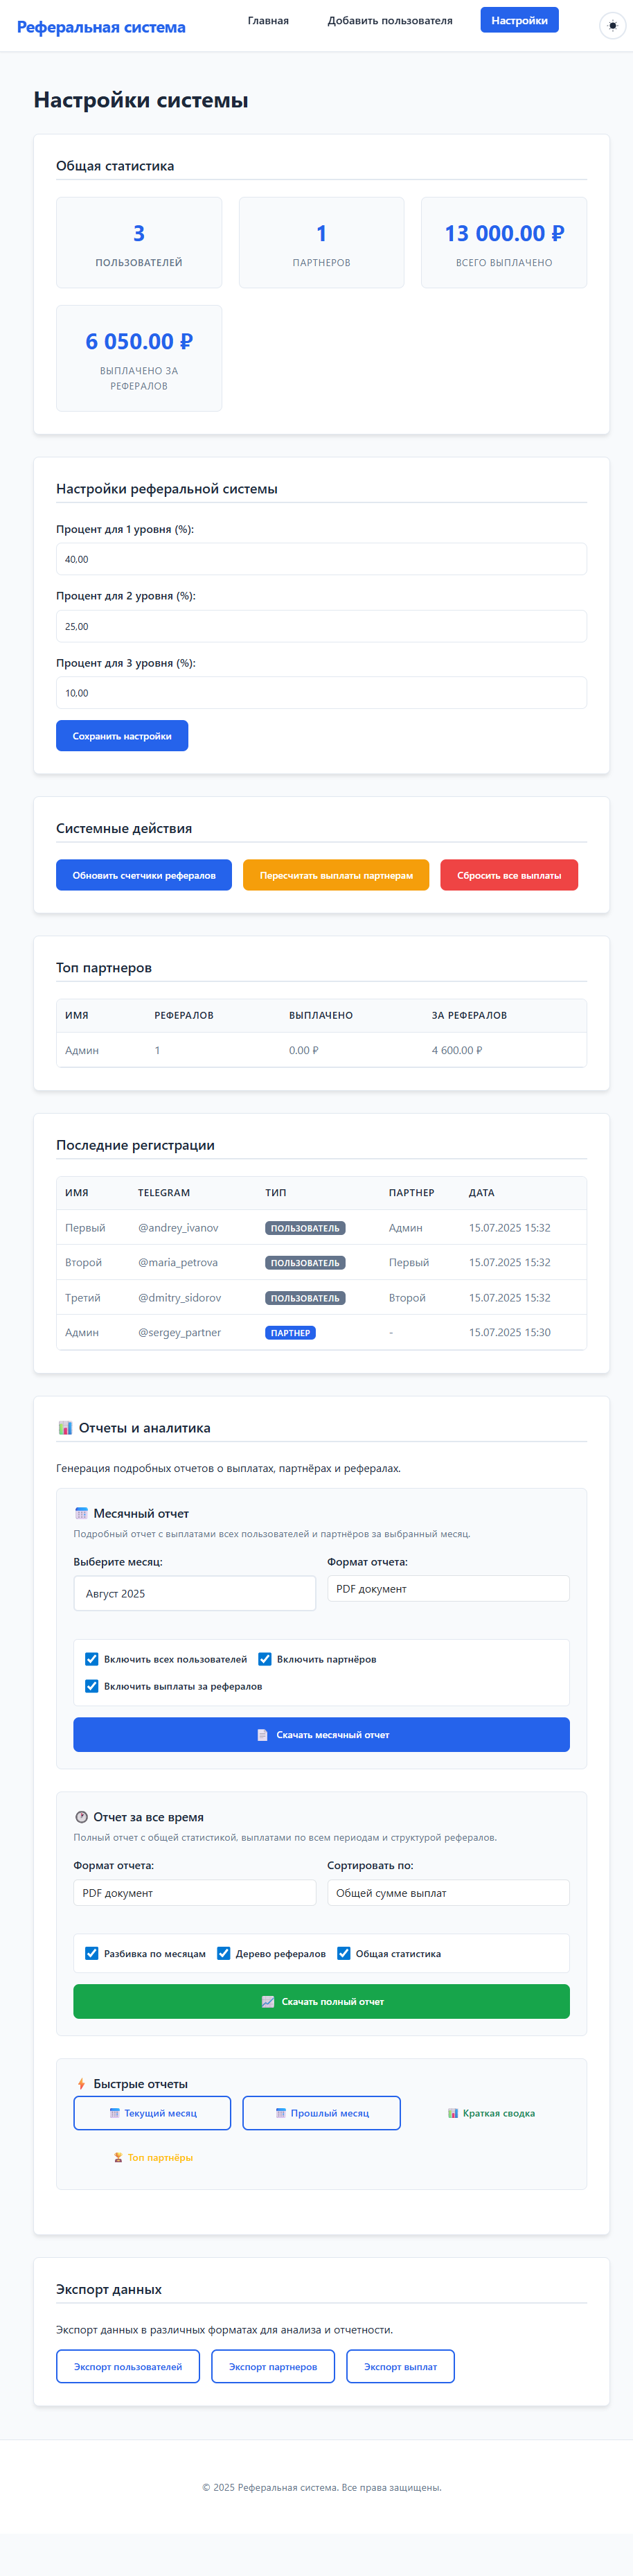 Реферальная система
Главная
Добавить пользователя
Настройки
Настройки системы
Общая статистика
3
ПОЛЬЗОВАТЕЛЕЙ
1
ПАРТНЕРОВ
13 000.00 ₽
ВСЕГО ВЫПЛАЧЕНО
6 050.00 ₽
ВЫПЛАЧЕНО ЗА
РЕФЕРАЛОВ
Настройки реферальной системы
Процент для 1 уровня (%):
40,00
Процент для 2 уровня (%):
25,00
Процент для 3 уровня (%):
10,00
Сохранить настройки
Системные действия
Обновить счетчики рефералов
Пересчитать выплаты партнерам
Сбросить все выплаты
Топ партнеров
ИМЯ РЕФЕРАЛОВ ВЫПЛАЧЕНО ЗА РЕФЕРАЛОВ
Админ 1 0.00 ₽ 4 600.00 ₽
Последние регистрации
ИМЯ TELEGRAM ТИП ПАРТНЕР ДАТА
Первый @andrey_ivanov ПОЛЬЗОВАТЕЛЬ Админ 15.07.2025 15:32
Второй @maria_petrova ПОЛЬЗОВАТЕЛЬ Первый 15.07.2025 15:32
Третий @dmitry_sidorov ПОЛЬЗОВАТЕЛЬ Второй 15.07.2025 15:32
Админ @sergey_partner ПАРТНЕР - 15.07.2025 15:30
Отчеты и аналитика
Генерация подробных отчетов о выплатах, партнёрах и рефералах.
Месячный отчет
Подробный отчет с выплатами всех пользователей и партнёров за выбранный месяц.
Выберите месяц:
Август 2025
Формат отчета:
PDF документ
Включить всех пользователей
Включить партнёров
Включить выплаты за рефералов
Скачать месячный отчет
Отчет за все время
Полный отчет с общей статистикой, выплатами по всем периодам и структурой рефералов.
Формат отчета:
PDF документ
Сортировать по:
Общей сумме выплат
Разбивка по месяцам
Дерево рефералов
Общая статистика
Скачать полный отчет
Быстрые отчеты
Текущий месяц
Прошлый месяц
Краткая сводка
Топ партнёры
Экспорт данных
Экспорт данных в различных форматах для анализа и отчетности.
Экспорт пользователей
Экспорт партнеров
Экспорт выплат
© 2025 Реферальная система. Все права защищены.